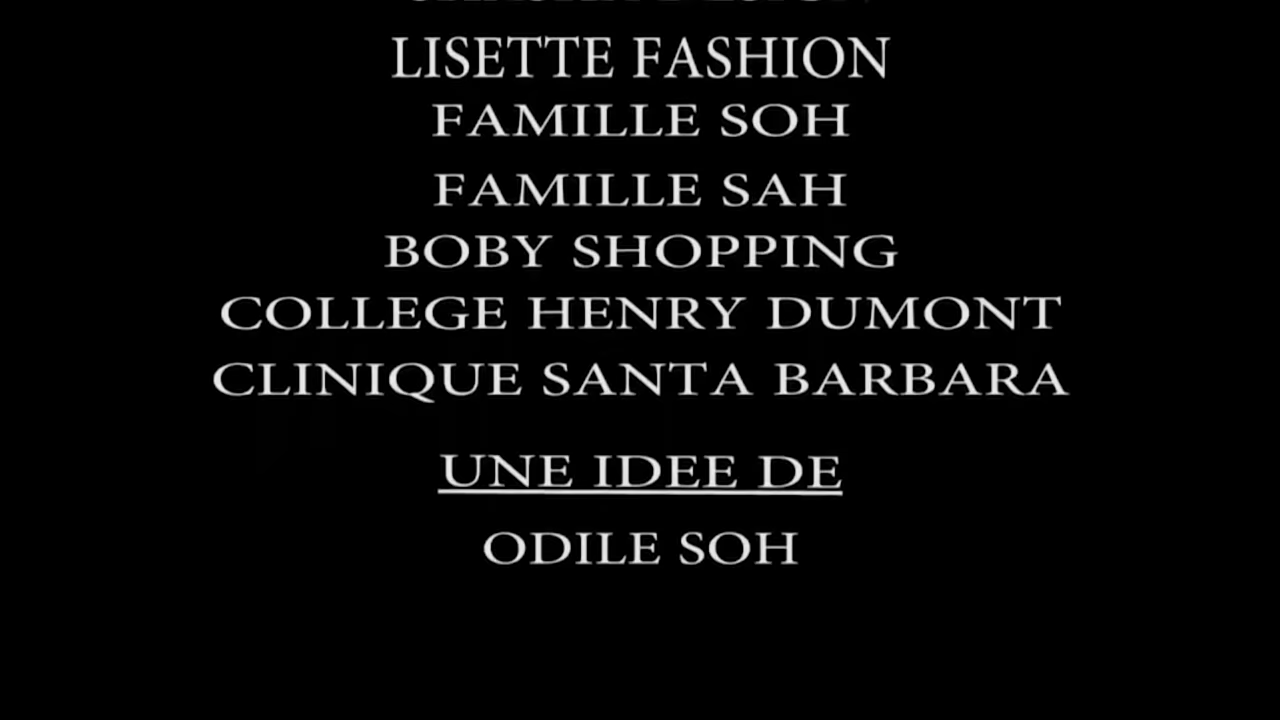 LISETTE FASHION
FAMILLE SOH
FAMILLE SAH
BOBY SHOPPING
COLLEGE HENRY DUMONT
CLINIQUE SANTA BARBARA
UNE IDEE DE
ODILE SOH